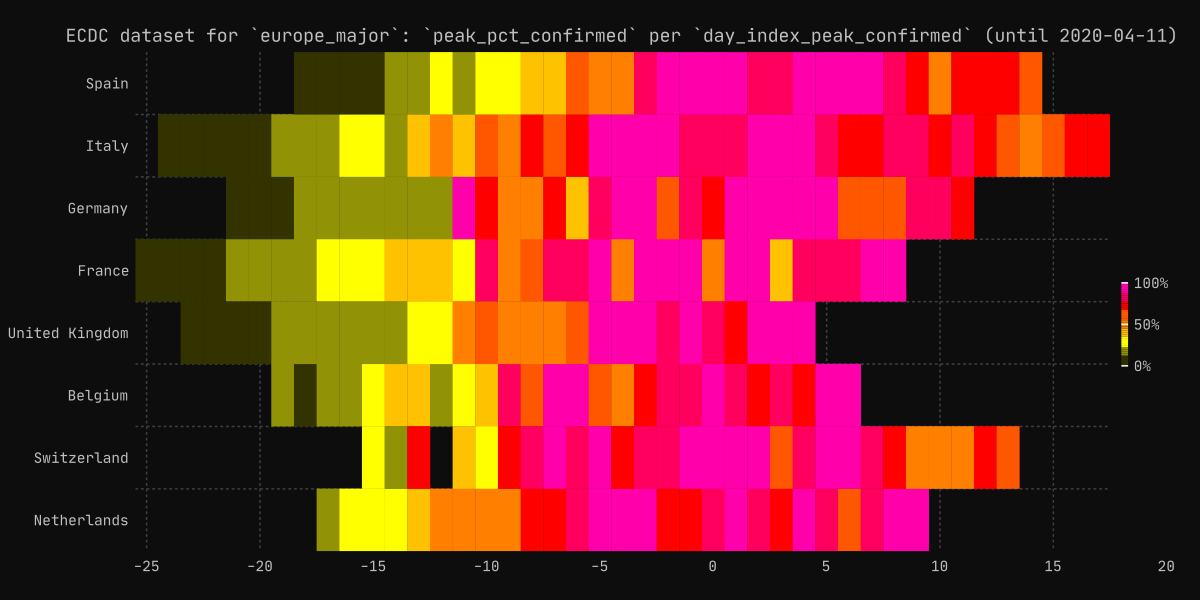 ECDC dataset for `europe_major`: `peak_pct_confirmed` per `day_index_peak_confirmed` (until 2020-04-11)
Spain
Italy
Germany
France
United Kingdom
Belgium
Switzerland
Netherlands
100%
50%
0%
-25 -20 -15 -10 -5 0 5 10 15 20